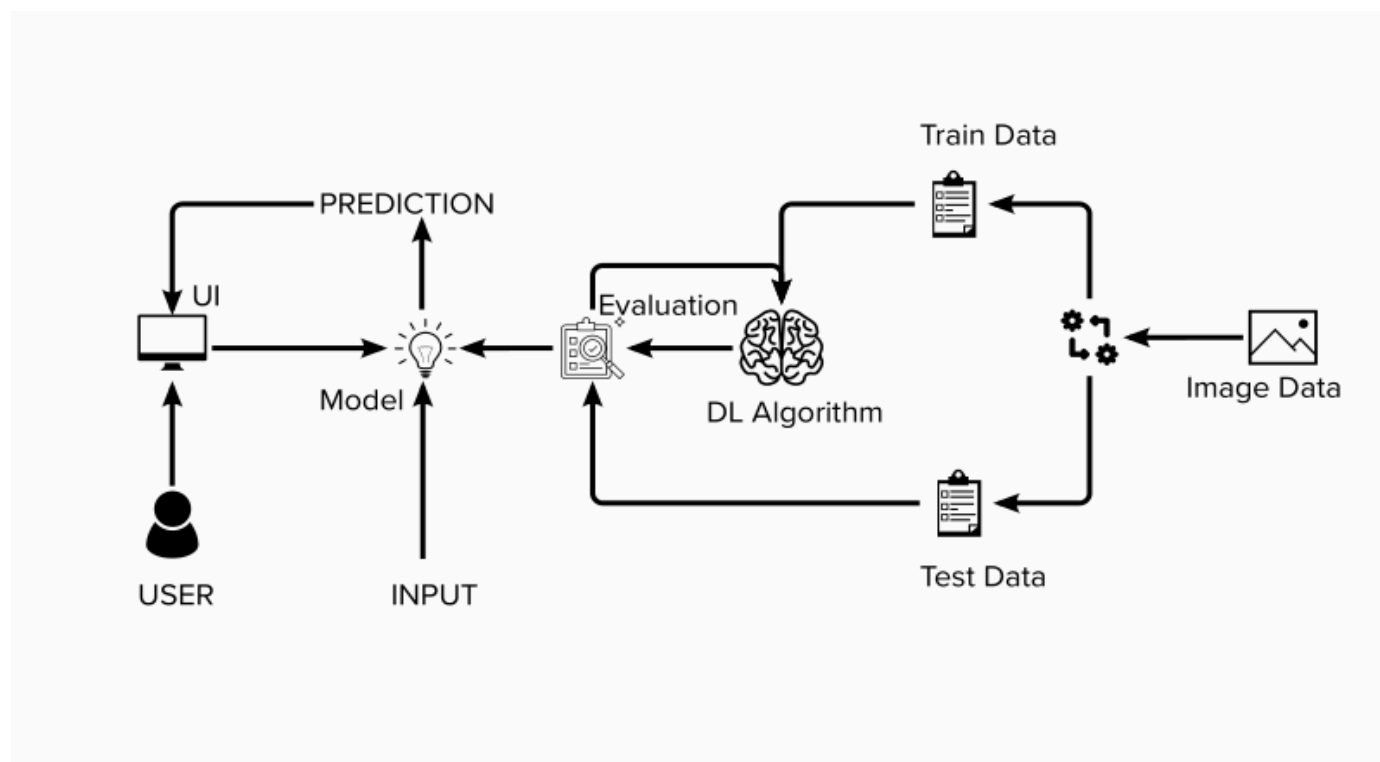 Train Data
PREDICTION
UI
Evaluation
Image Data
Model
DL Algorithm
Test Data
USER
INPUT